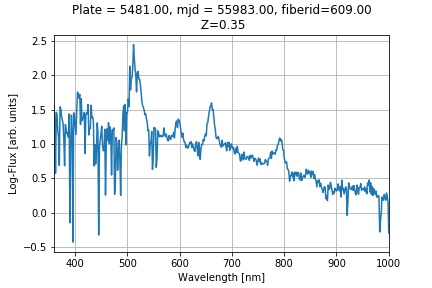 Plate = 5481.00, mjd = 55983.00, fiberid=609.00
Z=0.35
2.5
2.0
1.5
1.0
0.5
0.0
−0.5
Log-Flux [arb. units]
400 500 600 700 800 900 1000
Wavelength [nm]